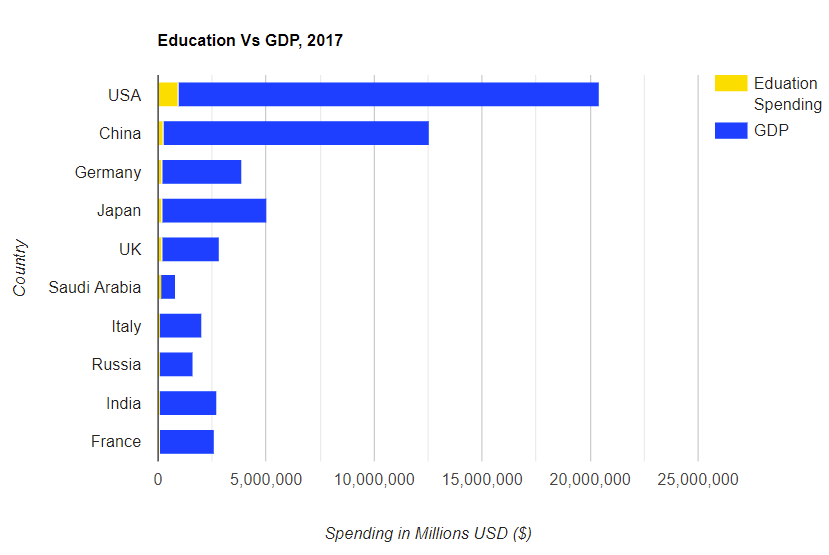 Education Vs GDP, 2017
Eduation
Spending
GDP
USA
China
Germany
Japan
UK
Saudi Arabia
Italy
Russia
India
France
Country
0
5,000,000
10,000,000
15,000,000
20,000,000
25,000,000
Spending in Millions USD ($)